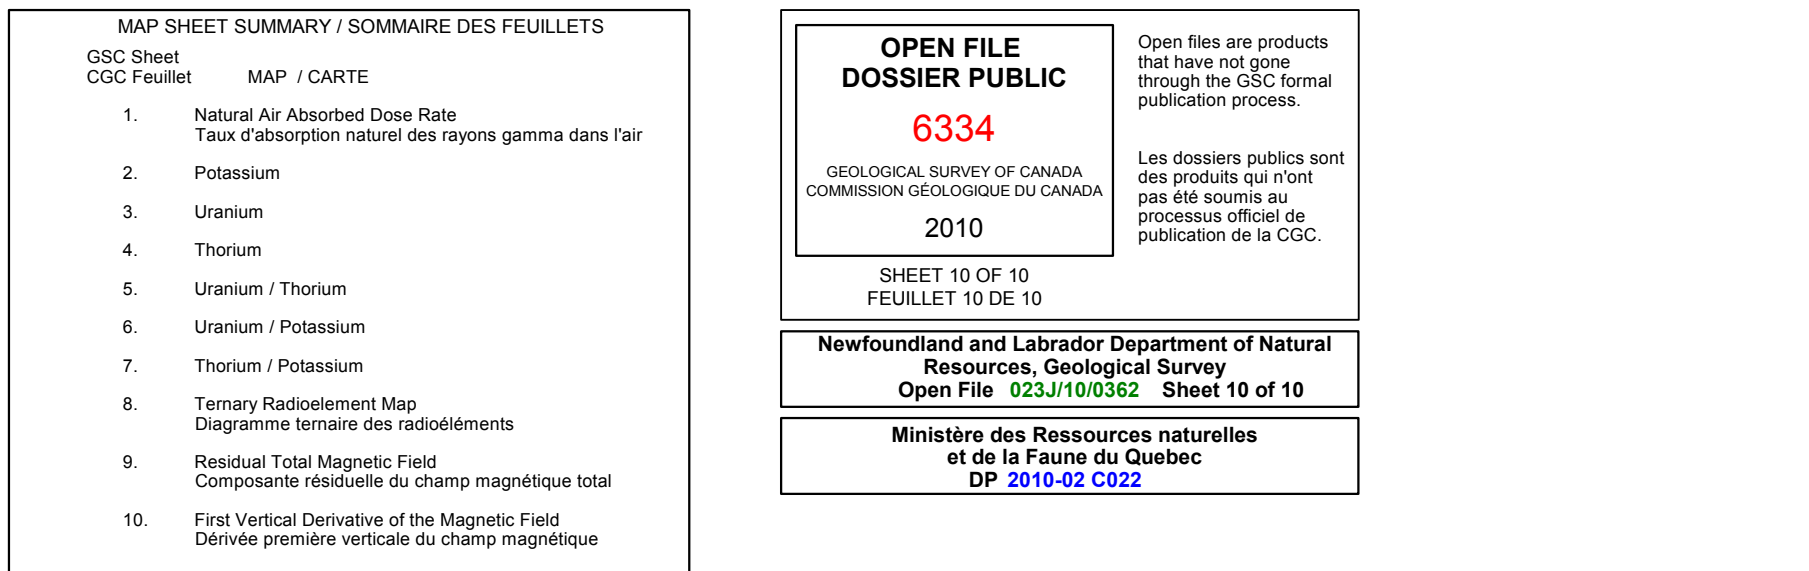 MAP SHEET SUMMARY / SOMMAIRE DES FEUILLETS
GSC Sheet
CGC Feuillet MAP / CARTE
1. Natural Air Absorbed Dose Rate
Taux d'absorption naturel des rayons gamma dans l'air
2. Potassium
3. Uranium
4. Thorium
5. Uranium / Thorium
6. Uranium / Potassium
7. Thorium / Potassium
8. Ternary Radioelement Map
Diagramme ternaire des radioéléments
9. Residual Total Magnetic Field
Composante résiduelle du champ magnétique total
10. First Vertical Derivative of the Magnetic Field
Dérivée première verticale du champ magnétique
OPEN FILE
DOSSIER PUBLIC
6334
GEOLOGICAL SURVEY OF CANADA
COMMISSION GÉOLOGIQUE DU CANADA
2010
SHEET 10 OF 10
FEUILLET 10 DE 10
Open files are products
that have not gone
through the GSC formal
publication process.
Les dossiers publics sont
des produits qui n'ont
pas été soumis au
processus officiel de
publication de la CGC.
Newfoundland and Labrador Department of Natural
Resources, Geological Survey
Open File 023J/10/0362 Sheet 10 of 10
Ministère des Ressources naturelles
et de la Faune du Quebec
DP 2010-02 C022